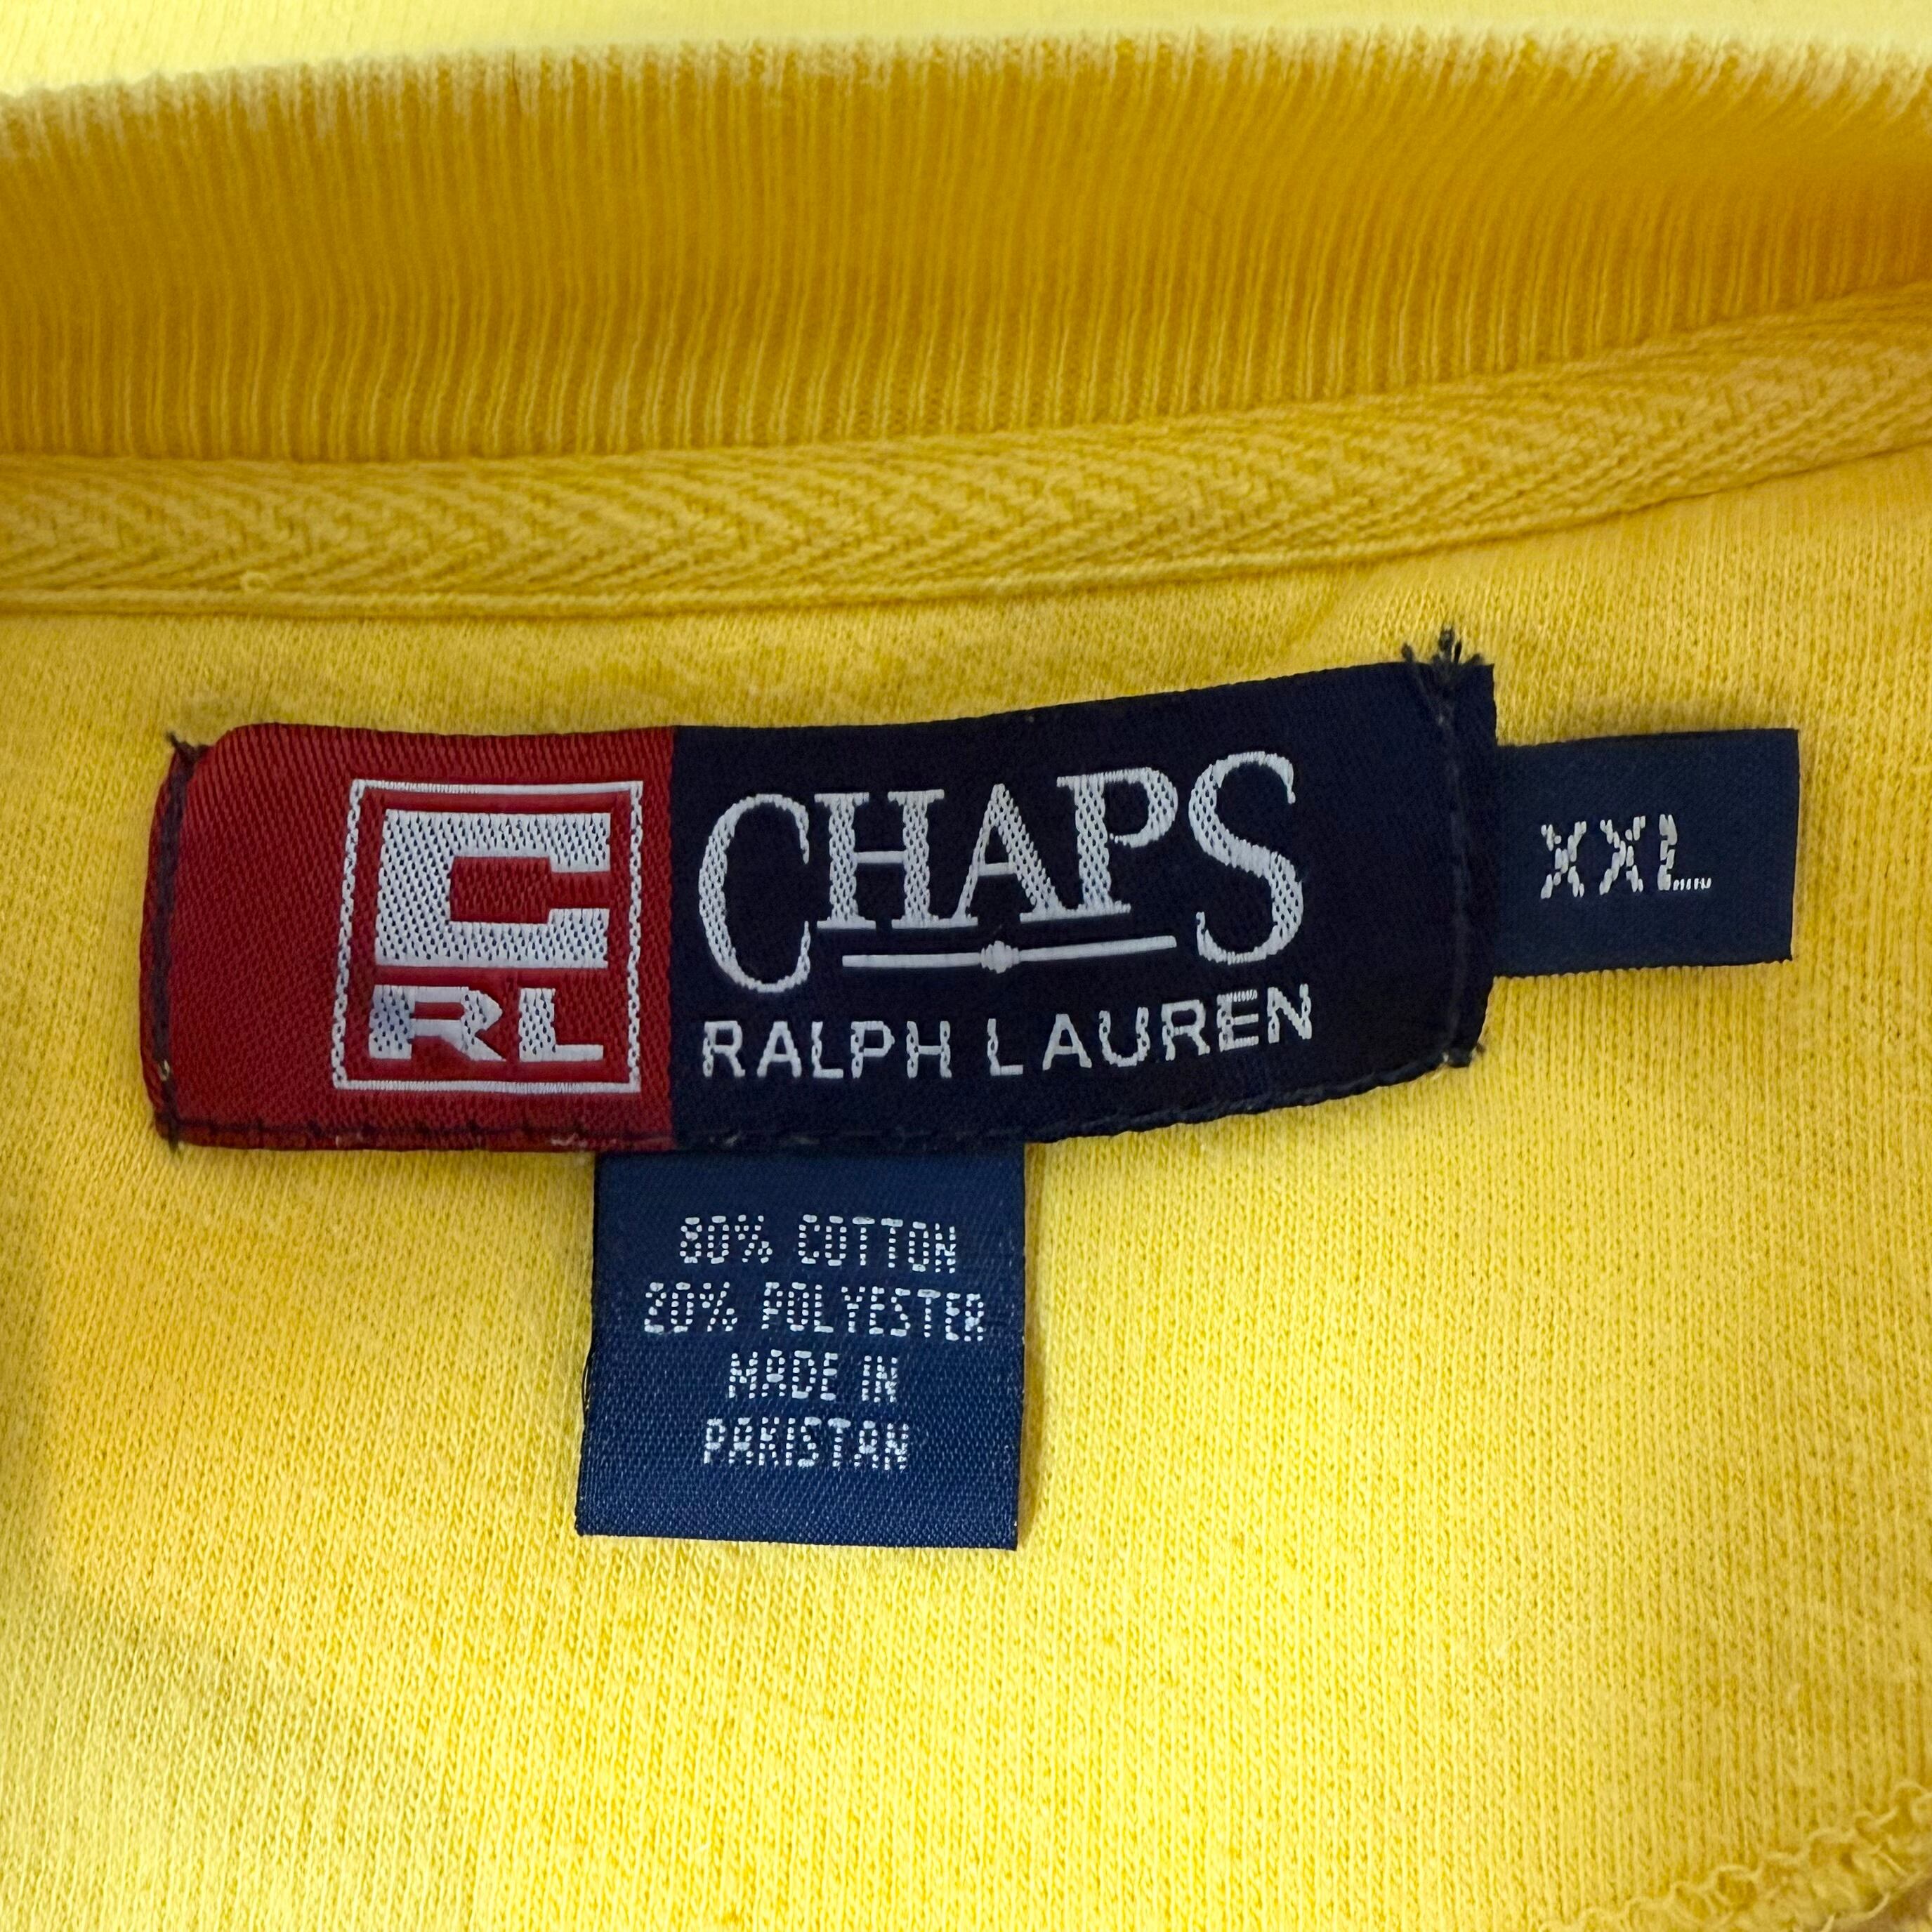 C
RL
CHAPS
RALPH LAUREN
XXL
80% COTTON
20% POLYESTER
MADE IN
PAKISTAN